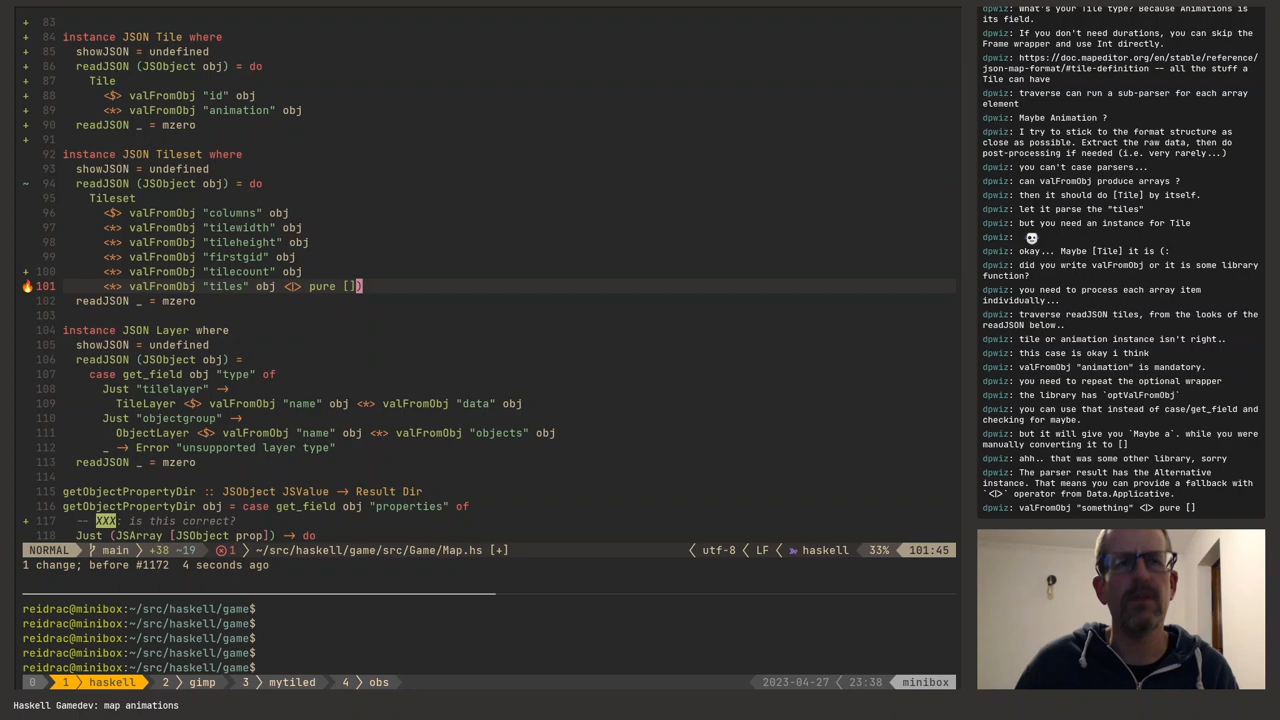 + 83
+ 84 instance JSON Tile where
+ 85 showJSON = undefined
+ 86 readJSON (JSObject obj) = do
+ 87 Tile
+ 88 <$> valFromObj "id" obj
+ 89 <*> valFromObj "animation" obj
+ 90 readJSON _ = mzero
+ 91
92 instance JSON Tileset where
93 showJSON = undefined
~ 94 readJSON (JSObject obj) = do
95 Tileset
96 <$> valFromObj "columns" obj
97 <*> valFromObj "tilewidth" obj
98 <*> valFromObj "tileheight" obj
99 <*> valFromObj "firstgid" obj
+ 100 <*> valFromObj "tilecount" obj
🔥 101 <*> valFromObj "tiles" obj <|> pure [])
102 readJSON _ = mzero
103
104 instance JSON Layer where
105 showJSON = undefined
106 readJSON (JSObject obj) =
107 case get_field obj "type" of
108 Just "tilelayer" ->
109 TileLayer <$> valFromObj "name" obj <*> valFromObj "data" obj
110 Just "objectgroup" ->
111 ObjectLayer <$> valFromObj "name" obj <*> valFromObj "objects" obj
112 _ -> Error "unsupported layer type"
113 readJSON _ = mzero
114
115 getObjectPropertyDir :: JSObject JSValue -> Result Dir
116 getObjectPropertyDir obj = case get_field obj "properties" of
+ 117 -- XXX: is this correct?
118 Just (JSArray [JSObject prop]) -> do
NORMAL main +38 ~19 1 ~/src/haskell/game/src/Game/Map.hs [+] utf-8 LF haskell 33% 101:45
1 change; before #1172 4 seconds ago
reidrac@minibox:~/src/haskell/game$
reidrac@minibox:~/src/haskell/game$
reidrac@minibox:~/src/haskell/game$
reidrac@minibox:~/src/haskell/game$
reidrac@minibox:~/src/haskell/game$
0 1 haskell 2 gimp 3 mytiled 4 obs 2023-04-27 23:38 minibox
Haskell Gamedev: map animations
dpwiz: What's your Tile type? Because Animations is
its field.
dpwiz: If you don't need durations, you can skip the
Frame wrapper and use Int directly.
dpwiz: https://doc.mapeditor.org/en/stable/reference/
json-map-format/#tile-definition -- all the stuff a
Tile can have
dpwiz: traverse can run a sub-parser for each array
element
dpwiz: Maybe Animation ?
dpwiz: I try to stick to the format structure as
close as possible. Extract the raw data, then do
post-processing if needed (i.e. very rarely...)
dpwiz: you can't case parsers...
dpwiz: can valFromObj produce arrays ?
dpwiz: then it should do [Tile] by itself.
dpwiz: let it parse the "tiles"
dpwiz: but you need an instance for Tile
dpwiz:
dpwiz: okay... Maybe [Tile] it is (:
dpwiz: did you write valFromObj or it is some library
function?
dpwiz: you need to process each array item
individually...
dpwiz: traverse readJSON tiles, from the looks of the
readJSON below..
dpwiz: tile or animation instance isn't right..
dpwiz: this case is okay i think
dpwiz: valFromObj "animation" is mandatory.
dpwiz: you need to repeat the optional wrapper
dpwiz: the library has `optValFromObj`
dpwiz: you can use that instead of case/get_field and
checking for maybe.
dpwiz: but it will give you `Maybe a`. while you were
manually converting it to []
dpwiz: ahh.. that was some other library, sorry
dpwiz: The parser result has the Alternative
instance. That means you can provide a fallback with
`<|>` operator from Data.Applicative.
dpwiz: valFromObj "something" <|> pure []